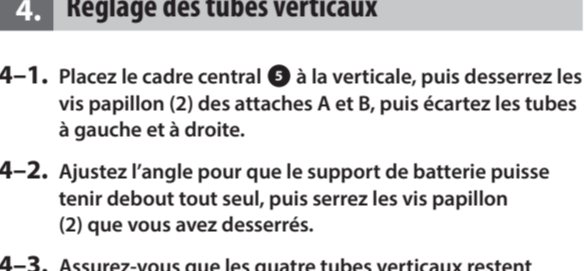 4. Réglage des tubes verticaux
4–1. Placez le cadre central ❺ à la verticale, puis desserrez les
vis papillon (2) des attaches A et B, puis écartez les tubes
à gauche et à droite.
4–2. Ajustez l’angle pour que le support de batterie puisse
tenir debout tout seul, puis serrez les vis papillon
(2) que vous avez desserrés.
4–3. Assurez-vous que les quatre tubes verticaux restent